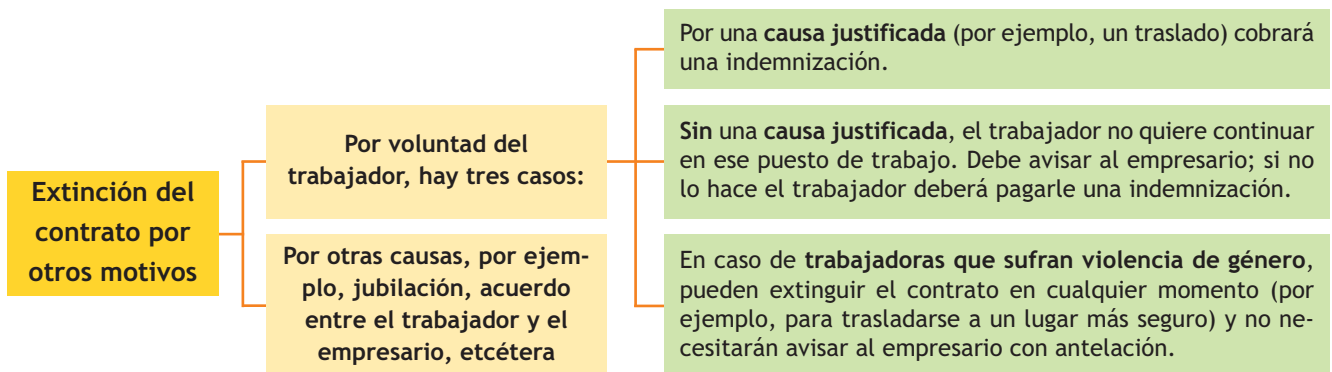 Extinción del
contrato por
otros motivos
Por voluntad del
trabajador, hay tres casos:
Por otras causas, por ejem-
plo, jubilación, acuerdo
entre el trabajador y el
empresario, etcétera
Por una causa justificada (por ejemplo, un traslado) cobrará
una indemnización.
Sin una causa justificada, el trabajador no quiere continuar
en ese puesto de trabajo. Debe avisar al empresario; si no
lo hace el trabajador deberá pagarle una indemnización.
En caso de trabajadoras que sufran violencia de género,
pueden extinguir el contrato en cualquier momento (por
ejemplo, para trasladarse a un lugar más seguro) y no ne-
cesitarán avisar al empresario con antelación.